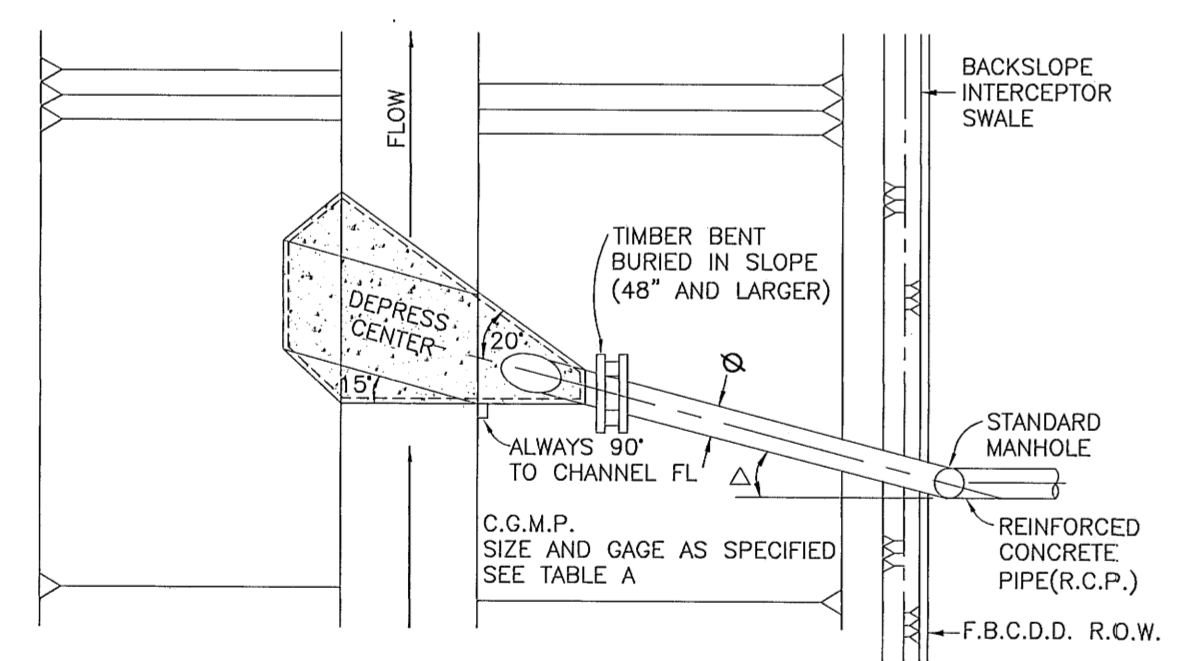 BACKSLOPE
INTERCEPTOR
SWALE
FLOW
TIMBER BENT
BURIED IN SLOPE
(48" AND LARGER)
DEPRESS
CENTER
20°
15°
Ø
ALWAYS 90°
TO CHANNEL FL
Δ
STANDARD
MANHOLE
C.G.M.P.
SIZE AND GAGE AS SPECIFIED
SEE TABLE A
REINFORCED
CONCRETE
PIPE(R.C.P.)
F.B.C.D.D. R.O.W.